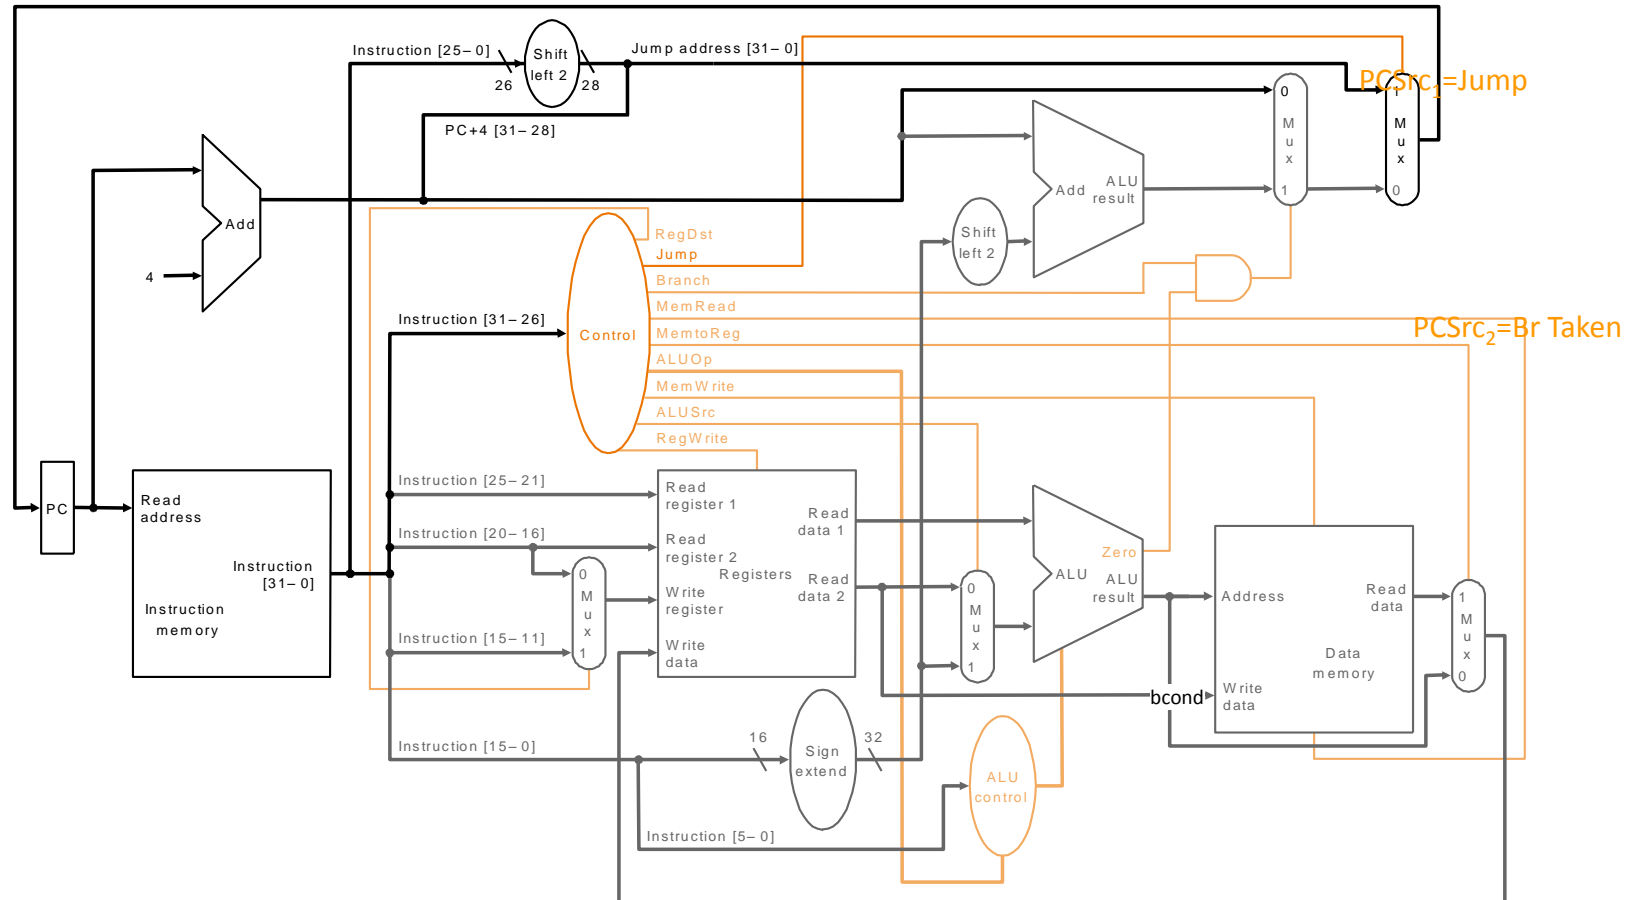 Instruction [25–0]
Shift
left 2
Jump address [31–0]
26
28
PCSrc1=Jump
PC+4 [31–28]
0
M
u
x
1
1
M
u
x
0
Add
ALU
result
Add
4
Shift
left 2
RegDst
Jump
Branch
MemRead
MemtoReg
ALUOp
MemWrite
ALUSrc
RegWrite
Instruction [31–26]
Control
PCSrc2=Br Taken
PC
Read
address
Instruction
[31–0]
Instruction
memory
Instruction [25–21]
Instruction [20–16]
Instruction [15–11]
0
M
u
x
1
Read
register 1
Read
register 2
Write
register
Write
data
Registers
Read
data 1
Read
data 2
0
M
u
x
1
Zero
ALU
ALU
result
bcond
Address
Write
data
Read
data
Data
memory
1
M
u
x
0
Instruction [15–0]
16
Sign
extend
32
ALU
control
Instruction [5–0]